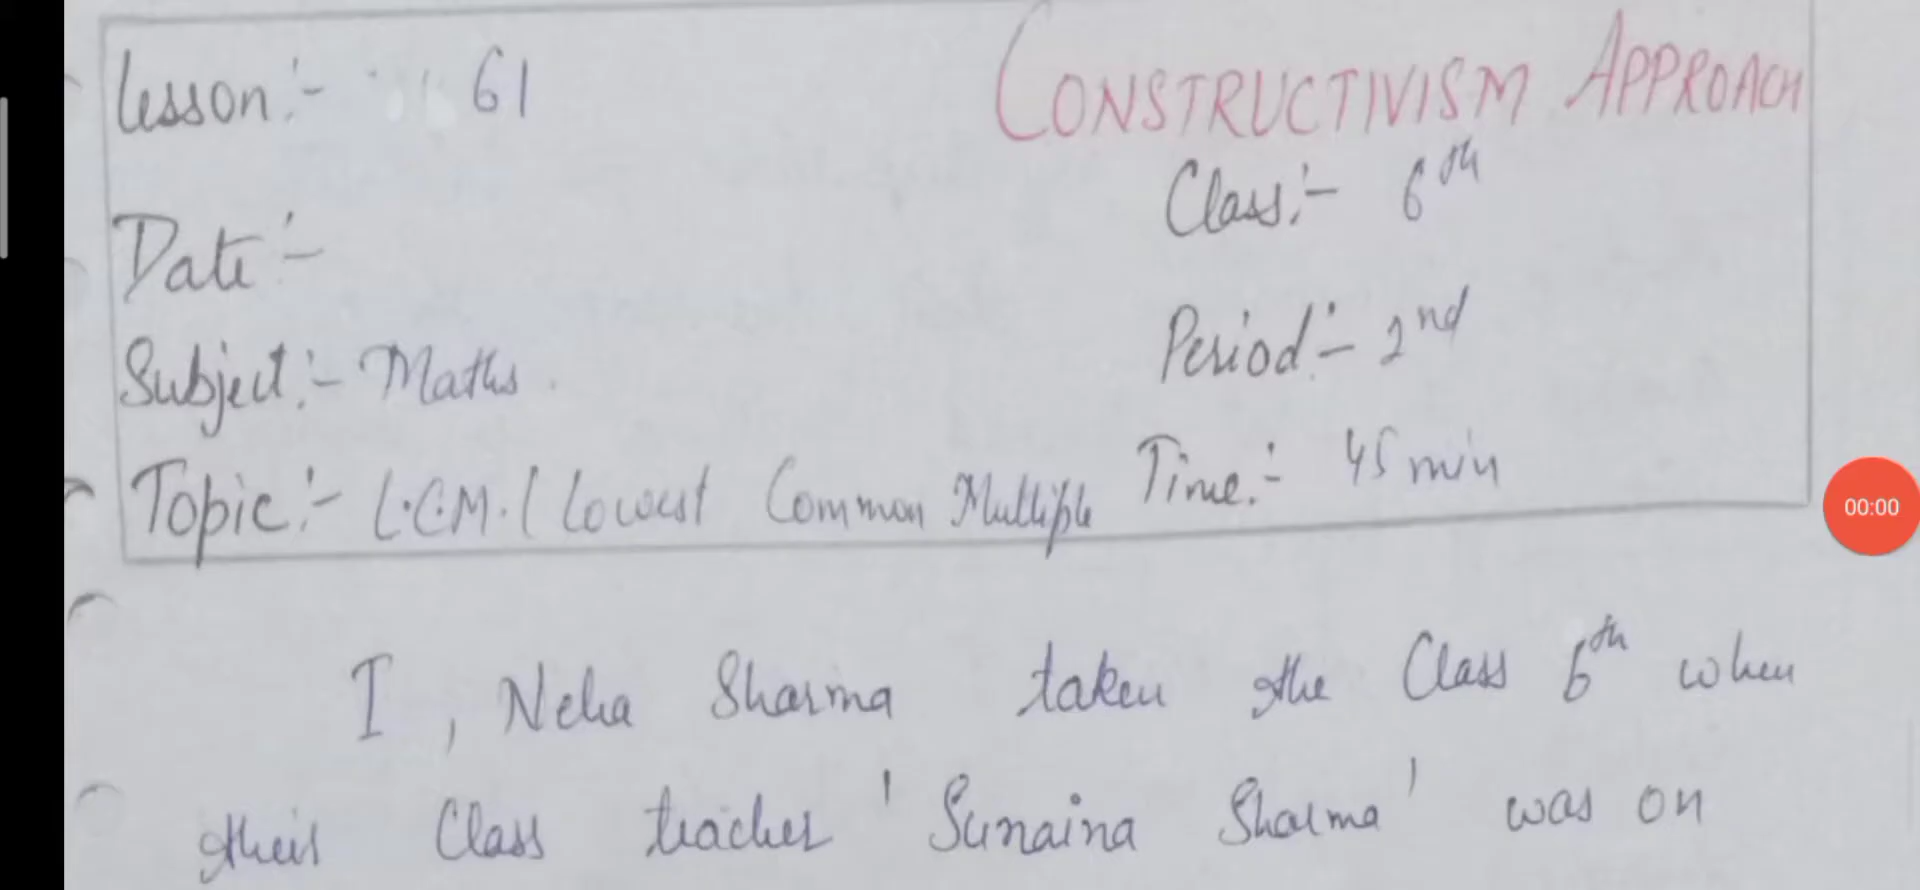 Lesson:- 61
CONSTRUCTIVISM APPROACH
Class:- 6th
Date:-
Period:- 2nd
Subject:- Maths.
Time:- 45 min
Topic:- L.C.M. ( Lowest Common Multiple
00:00
I, Neha Sharma taken the Class 6th when
their Class teacher 'Sunaina Sharma' was on